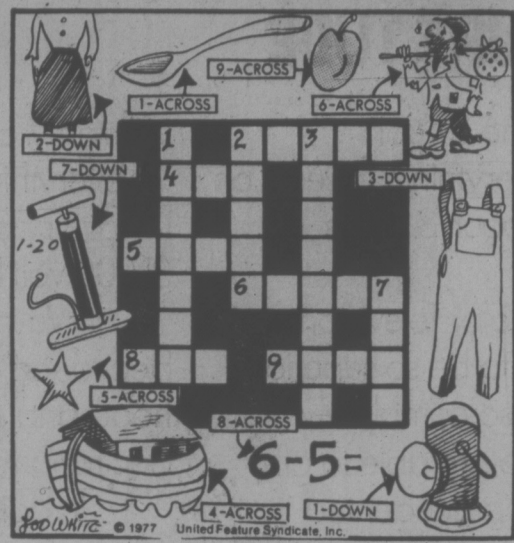 9-ACROSS
1-ACROSS
6-ACROSS
2-DOWN
1 2 3
7-DOWN
4
3-DOWN
1-20
5
6 7
8 9
5-ACROSS
8-ACROSS
6-5=
4-ACROSS
1-DOWN
© 1977 United Feature Syndicate, Inc.